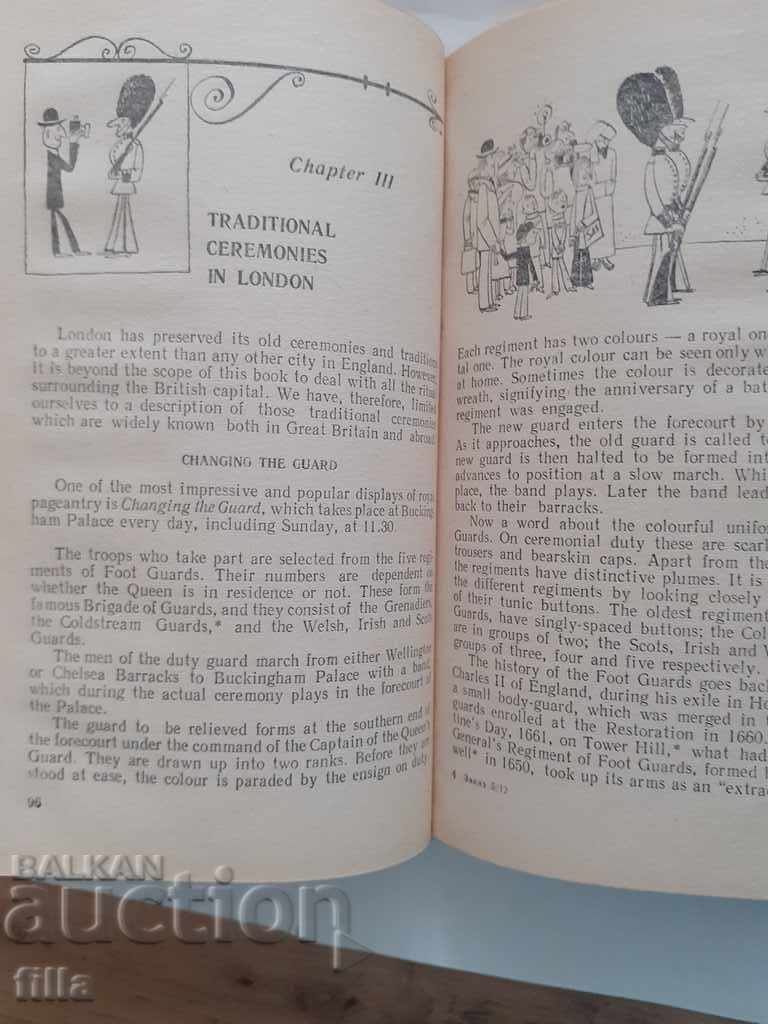 Chapter III
TRADITIONAL
CEREMONIES
IN LONDON
London has preserved its old ceremonies and traditions
to a greater extent than any other city in England. However,
it is beyond the scope of this book to deal with all the ritual
surrounding the British capital. We have, therefore, limited
ourselves to a description of those traditional ceremonies
which are widely known both in Great Britain and abroad.
CHANGING THE GUARD
One of the most impressive and popular displays of royal
pageantry is Changing the Guard, which takes place at Bucking-
ham Palace every day, including Sunday, at 11.30.
The troops who take part are selected from the five regi-
ments of Foot Guards. Their numbers are dependent on
whether the Queen is in residence or not. These form the
famous Brigade of Guards, and they consist of the Grenadiers,
the Coldstream Guards,* and the Welsh, Irish and Scots
Guards.
The men of the duty guard march from either Wellington
or Chelsea Barracks to Buckingham Palace with a band,
which during the actual ceremony plays in the forecourt of
the Palace.
The guard to be relieved forms at the southern end of
the forecourt under the command of the Captain of the Queen's
Guard. They are drawn up into two ranks. Before they are
stood at ease, the colour is paraded by the ensign on duty.
96
Each regiment has two colours — a royal on
tal one. The royal colour can be seen only w
at home. Sometimes the colour is decorate
wreath, signifying the anniversary of a bat
regiment was engaged.
The new guard enters the forecourt by
As it approaches, the old guard is called to
new guard is then halted to be formed int
advances to position at a slow march. Whi
place, the band plays. Later the band lead
back to their barracks.
Now a word about the colourful unifor
Guards. On ceremonial duty these are scarl
trousers and bearskin caps. Apart from the
the regiments have distinctive plumes. It is
the different regiments by looking closely
of their tunic buttons. The oldest regiment
Guards, have singly-spaced buttons; the Col
are in groups of two; the Scots, Irish and W
groups of three, four and five respectively.
The history of the Foot Guards goes back
Charles II of England, during his exile in Ho
a small body-guard, which was merged in t
guards enrolled at the Restoration in 1660.
tine's Day, 1661, on Tower Hill,* what had
General's Regiment of Foot Guards, formed b
well* in 1650, took up its arms as an "extrao
4 Заказ 5/12
BALKAN
auction
filla